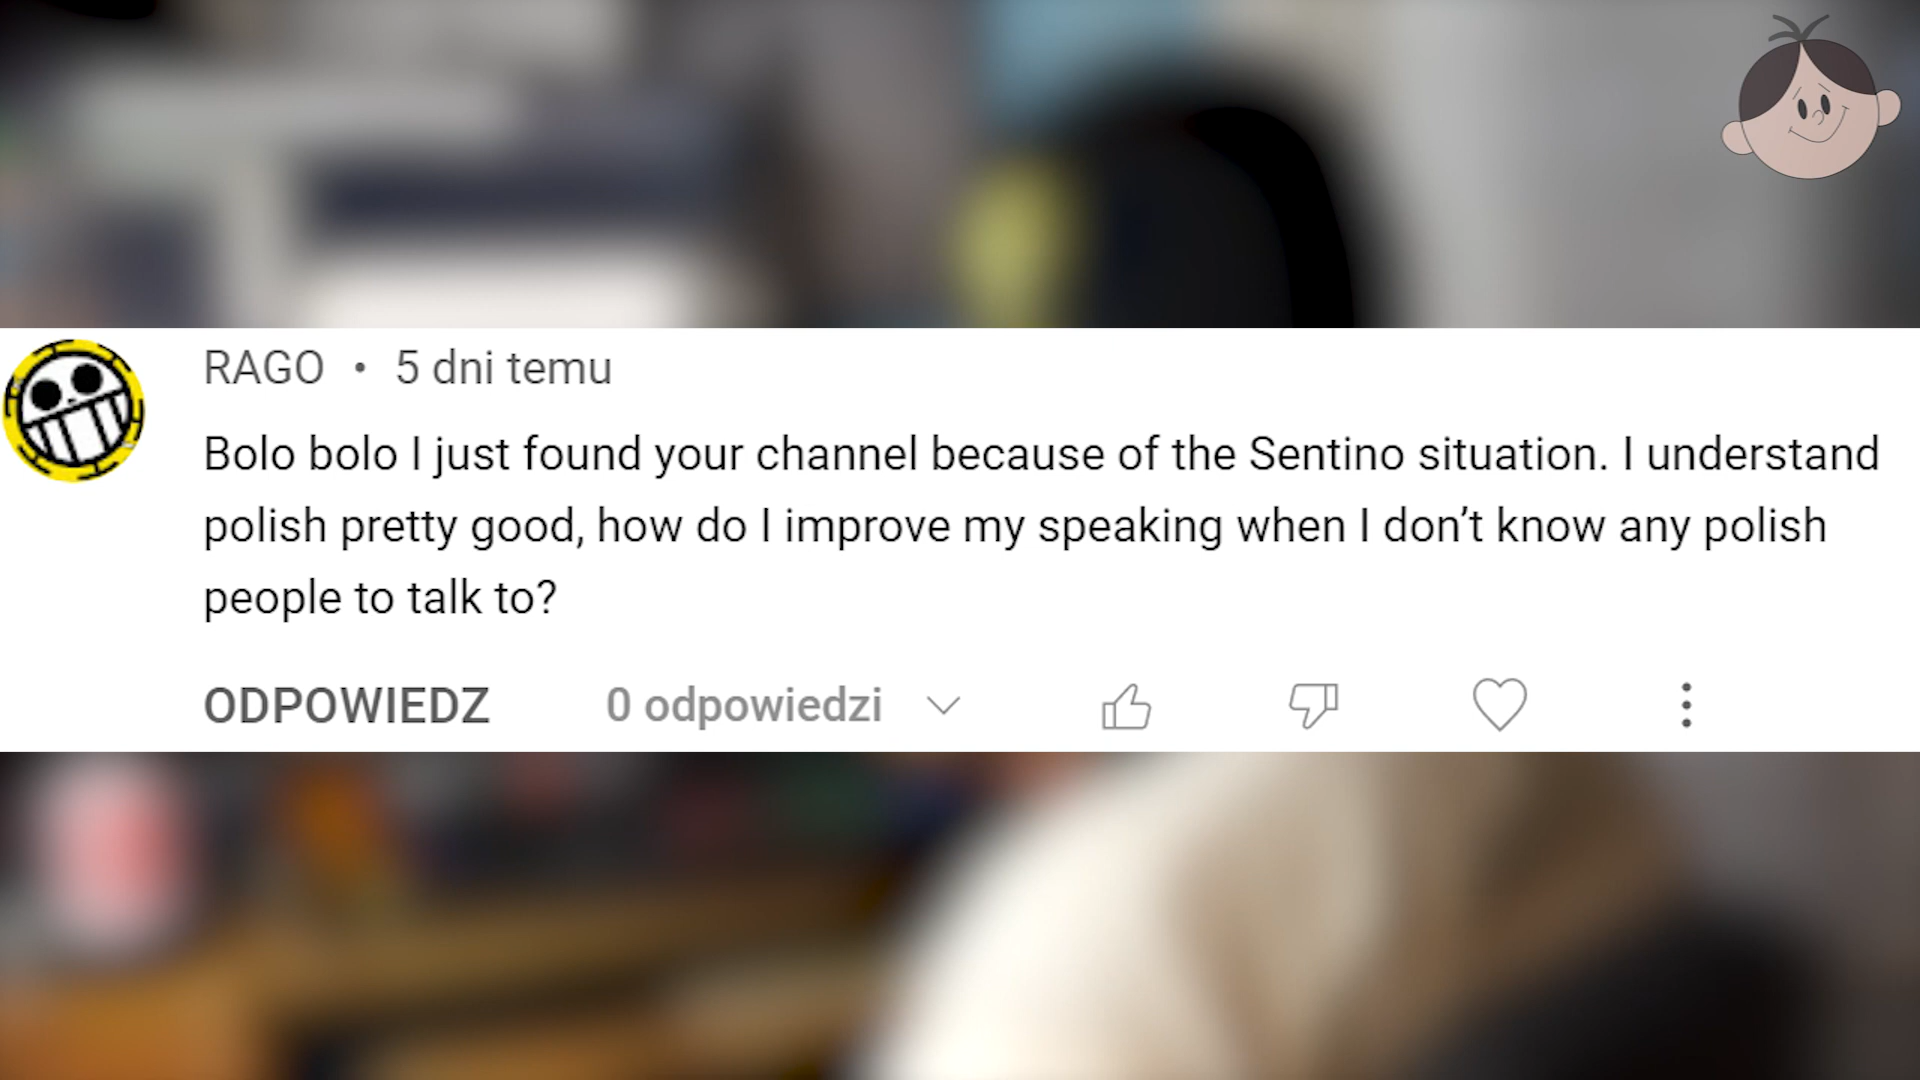 RAGO • 5 dni temu
Bolo bolo I just found your channel because of the Sentino situation. I understand
polish pretty good, how do I improve my speaking when I don’t know any polish
people to talk to?
ODPOWIEDZ 0 odpowiedzi